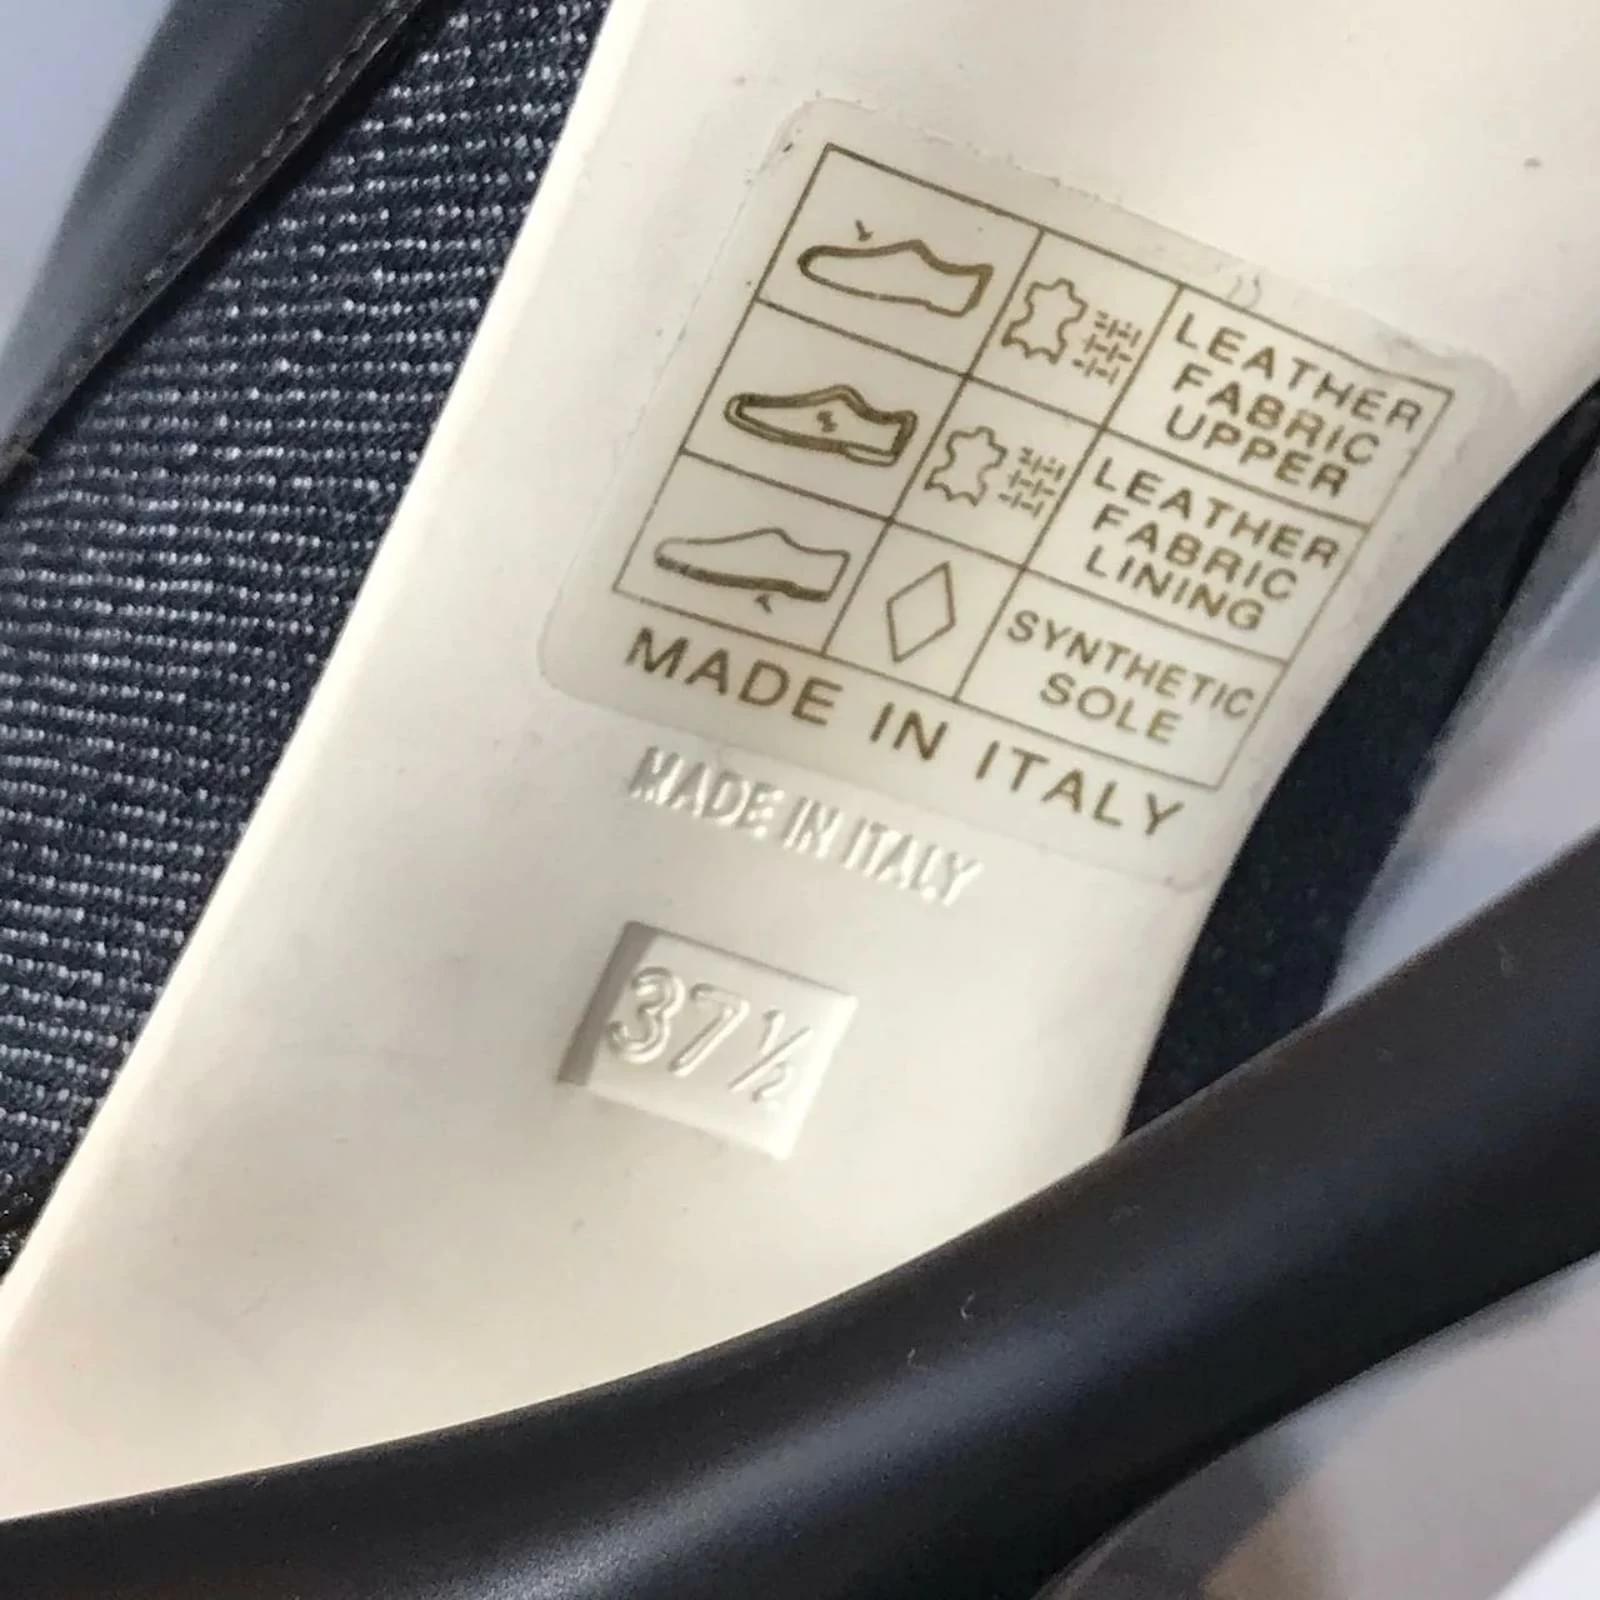 LEATHER
FABRIC
UPPER
LEATHER
FABRIC
LINING
SYNTHETIC
SOLE
MADE IN ITALY
MADE IN ITALY
37½